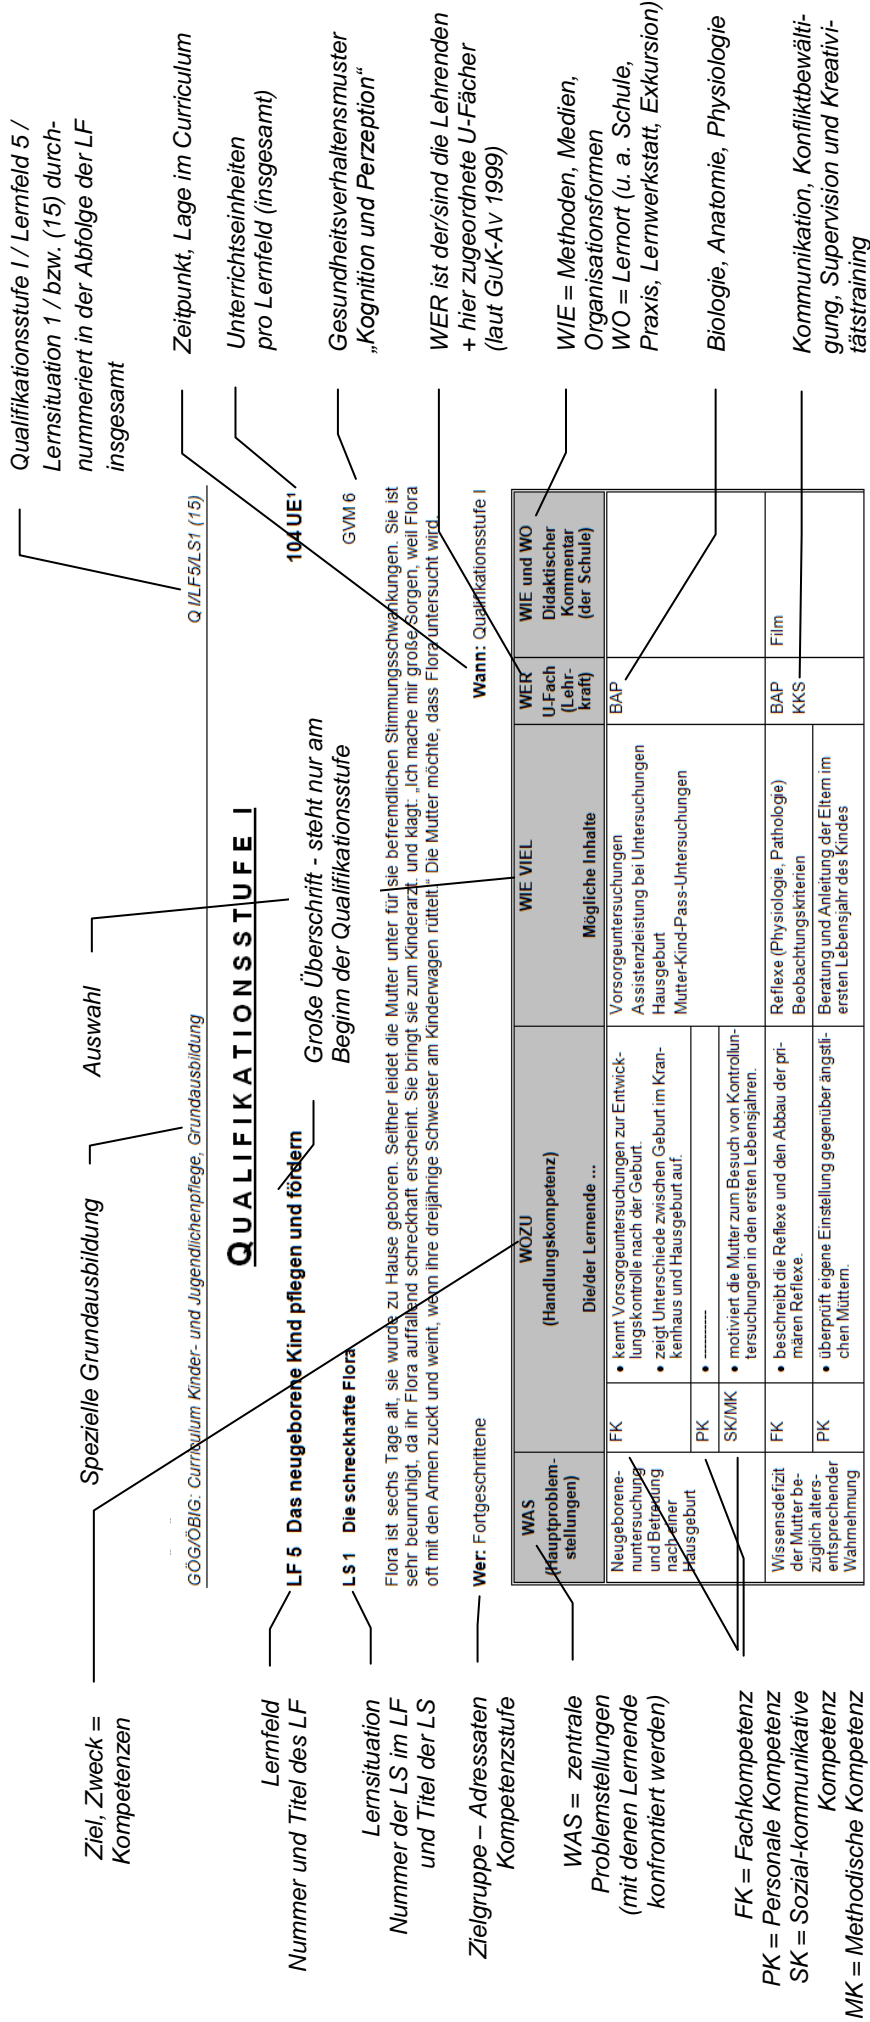 Ziel, Zweck =
Kompetenzen
Spezielle Grundausbildung
Auswahl
Qualifikationsstufe I / Lernfeld 5 /
Lernsituation 1 / bzw. (15) durch-
nummeriert in der Abfolge der LF
insgesamt
Zeitpunkt, Lage im Curriculum
Unterrichtseinheiten
pro Lernfeld (insgesamt)
Gesundheitsverhaltensmuster
„Kognition und Perzeption“
WER ist der/sind die Lehrenden
+ hier zugeordnete U-Fächer
(laut GuK-Av 1999)
WIE = Methoden, Medien,
Organisationsformen
WO = Lernort (u. a. Schule,
Praxis, Lernwerkstatt, Exkursion)
Biologie, Anatomie, Physiologie
Kommunikation, Konfliktbewälti-
gung, Supervision und Kreativi-
tätstraining
GÖG/ÖBIG: Curriculum Kinder- und Jugendlichenpflege, Grundausbildung
Q I/LF5/LS1 (15)
QUALIFIKATIONSSTUFE I
Große Überschrift - steht nur am
Beginn der Qualifikationsstufe
Lernfeld
Nummer und Titel des LF
LF 5 Das neugeborene Kind pflegen und fördern
104 UE¹
Lernsituation
Nummer der LS im LF
und Titel der LS
LS 1 Die schreckhafte Flora
GVM 6
Flora ist sechs Tage alt, sie wurde zu Hause geboren. Seither leidet die Mutter unter für sie befremdlichen Stimmungsschwankungen. Sie ist
sehr beunruhigt, da ihr Flora auffallend schreckhaft erscheint. Sie bringt sie zum Kinderarzt und klagt: „Ich mache mir große Sorgen, weil Flora
oft mit den Armen zuckt und weint, wenn ihre dreijährige Schwester am Kinderwagen rüttelt.“ Die Mutter möchte, dass Flora untersucht wird.
Zielgruppe – Adressaten
Kompetenzstufe
Wer: Fortgeschrittene
Wann: Qualifikationsstufe I
WAS = zentrale
Problemstellungen
(mit denen Lernende
konfrontiert werden)
FK = Fachkompetenz
PK = Personale Kompetenz
SK = Sozial-kommunikative
Kompetenz
MK = Methodische Kompetenz
WAS
(Hauptproblem-
stellungen)
WOZU
(Handlungskompetenz)
Die/der Lernende ...
WIE VIEL
Mögliche Inhalte
WER
U-Fach
(Lehr-
kraft)
WIE und WO
Didaktischer
Kommentar
(der Schule)
Neugeborene-
nuntersuchung
und Betreuung
nach einer
Hausgeburt
FK
• kennt Vorsorgeuntersuchungen zur Entwick-
lungskontrolle nach der Geburt.
• zeigt Unterschiede zwischen Geburt im Kran-
kenhaus und Hausgeburt auf.
PK
• ----------
SK/MK
• motiviert die Mutter zum Besuch von Kontrollun-
tersuchungen in den ersten Lebensjahren.
Vorsorgeuntersuchungen
Assistenzleistung bei Untersuchungen
Hausgeburt
Mutter-Kind-Pass-Untersuchungen
BAP
Wissensdefizit
der Mutter be-
züglich alters-
entsprechender
Wahrnehmung
FK
• beschreibt die Reflexe und den Abbau der pri-
mären Reflexe.
Reflexe (Physiologie, Pathologie)
Beobachtungskriterien
BAP
KKS
Film
PK
• überprüft eigene Einstellung gegenüber ängstli-
chen Müttern.
Beratung und Anleitung der Eltern im
ersten Lebensjahr des Kindes